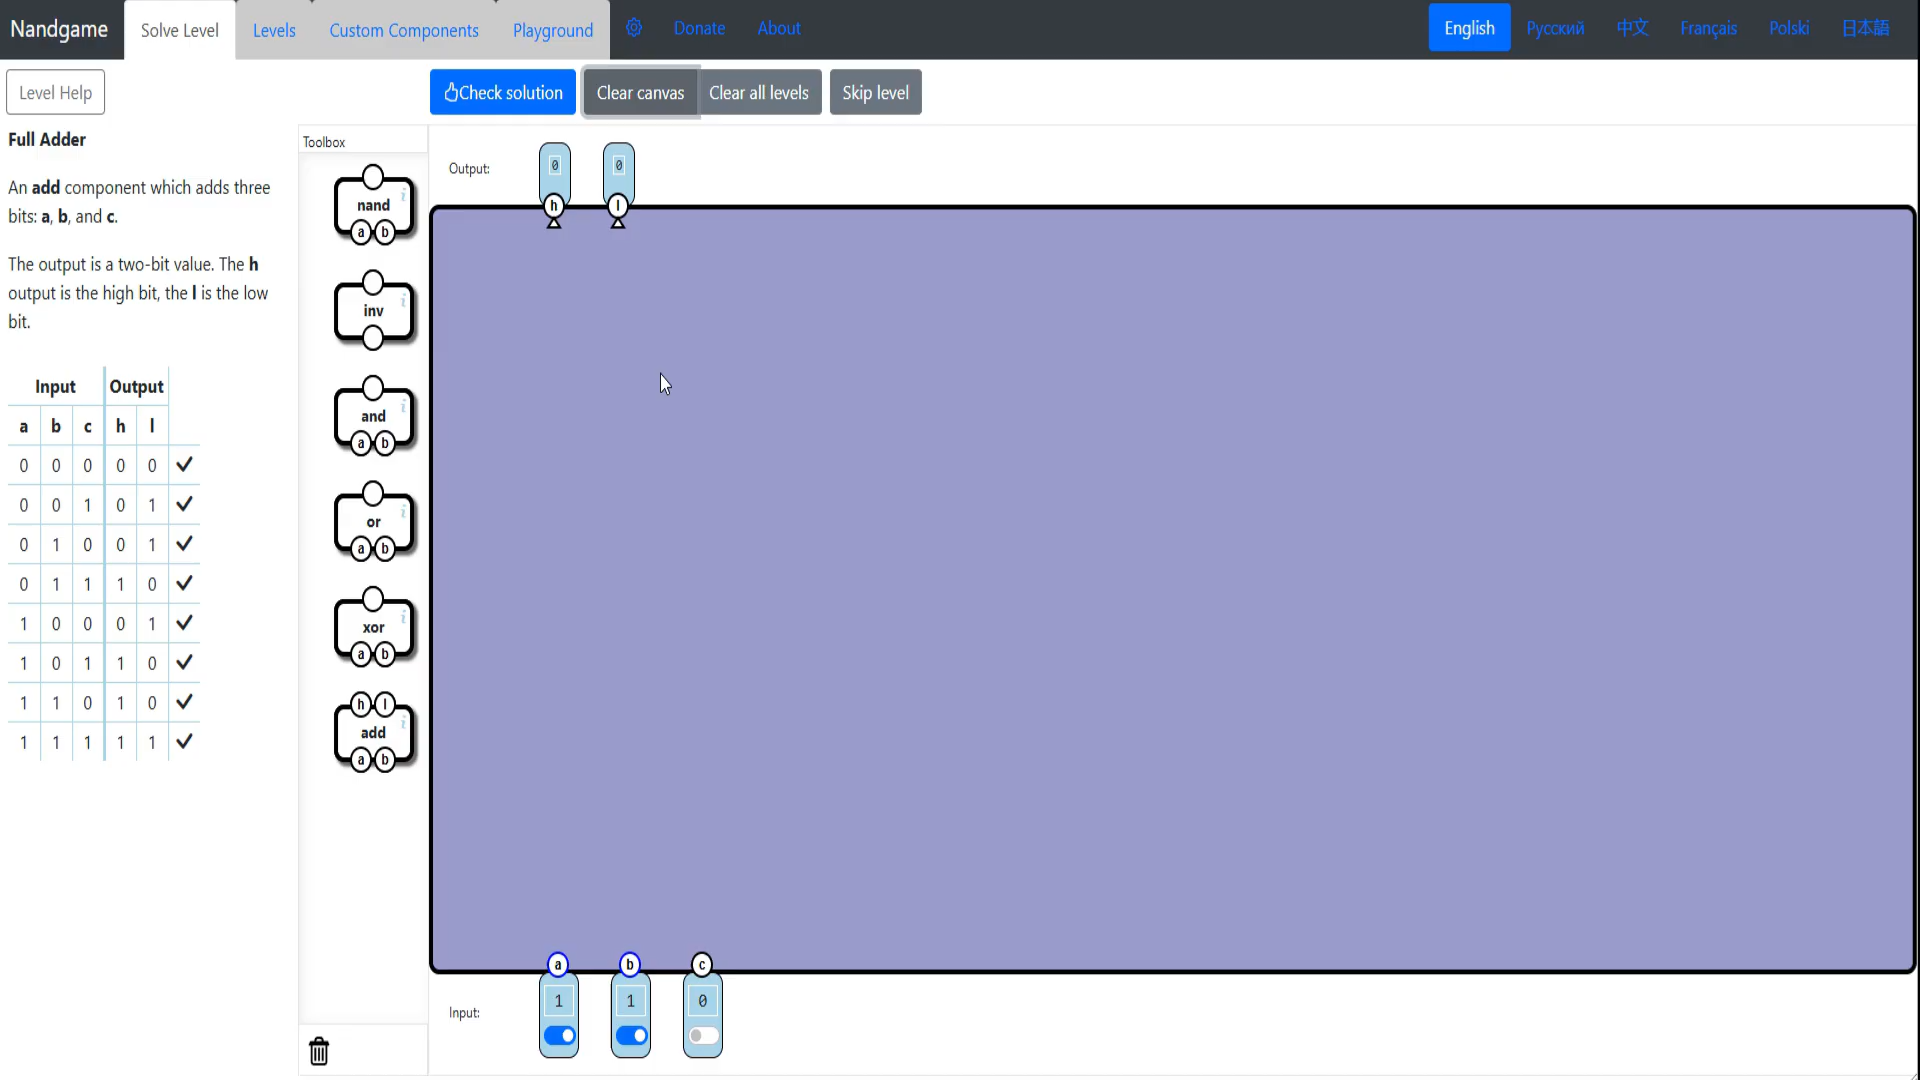 Nandgame
Solve Level
Levels
Custom Components
Playground
Donate
About
English
Русский
中文
Français
Polski
日本語
Level Help
Check solution
Clear canvas
Clear all levels
Skip level
Full Adder
An add component which adds three
bits: a, b, and c.
The output is a two-bit value. The h
output is the high bit, the l is the low
bit.
Input Output
a b c h l
0 0 0 0 0
0 0 1 0 1
0 1 0 0 1
0 1 1 1 0
1 0 0 0 1
1 0 1 1 0
1 1 0 1 0
1 1 1 1 1
Toolbox
i
nand
a b
i
inv
i
and
a b
i
or
a b
i
xor
a b
h l
i
add
a b
Output:
0 0
h l
a b c
Input:
1 1 0